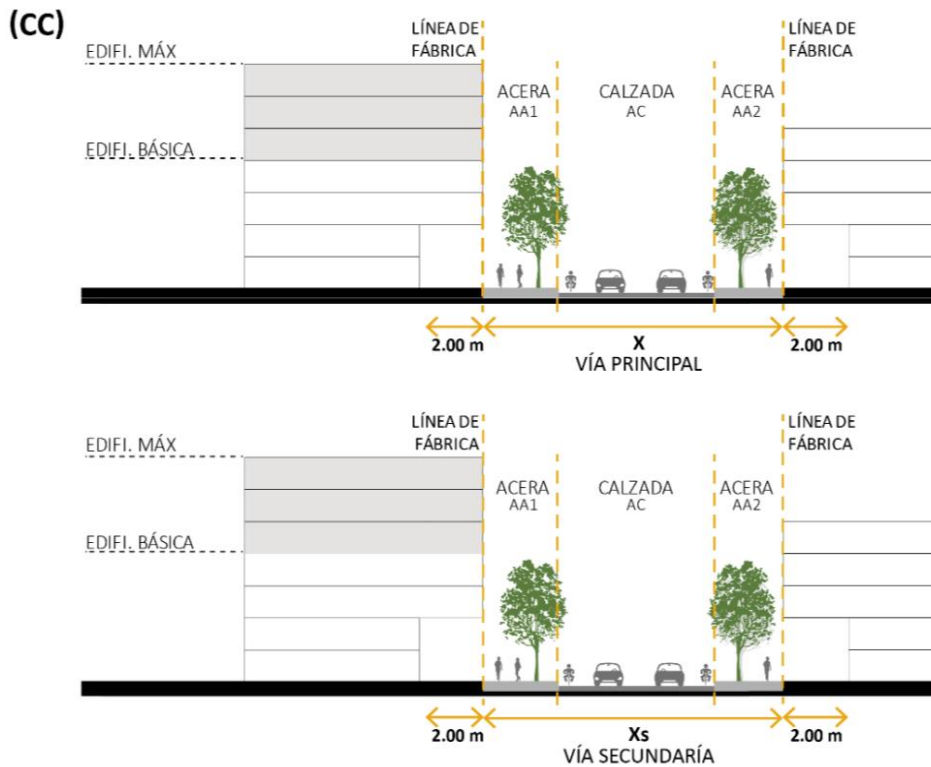 (CC)
LÍNEA DE
FÁBRICA
LÍNEA DE
FÁBRICA
EDIFI. MÁX
ACERA
AA1
CALZADA
AC
ACERA
AA2
EDIFI. BÁSICA
2.00 m
X
VÍA PRINCIPAL
2.00 m
LÍNEA DE
FÁBRICA
LÍNEA DE
FÁBRICA
EDIFI. MÁX
ACERA
AA1
CALZADA
AC
ACERA
AA2
EDIFI. BÁSICA
2.00 m
Xs
VÍA SECUNDARÍA
2.00 m